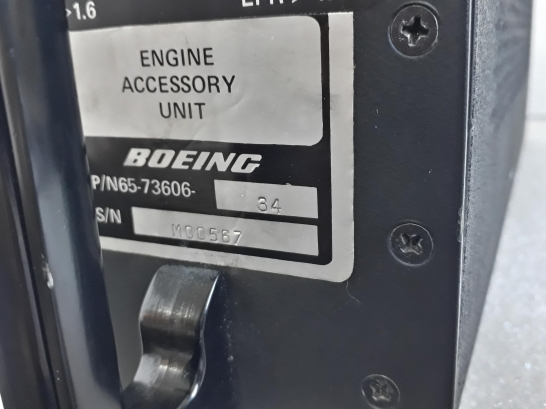 >1.6
ENGINE
ACCESSORY
UNIT
BOEING
P/N65-73606- 34
S/N M00567